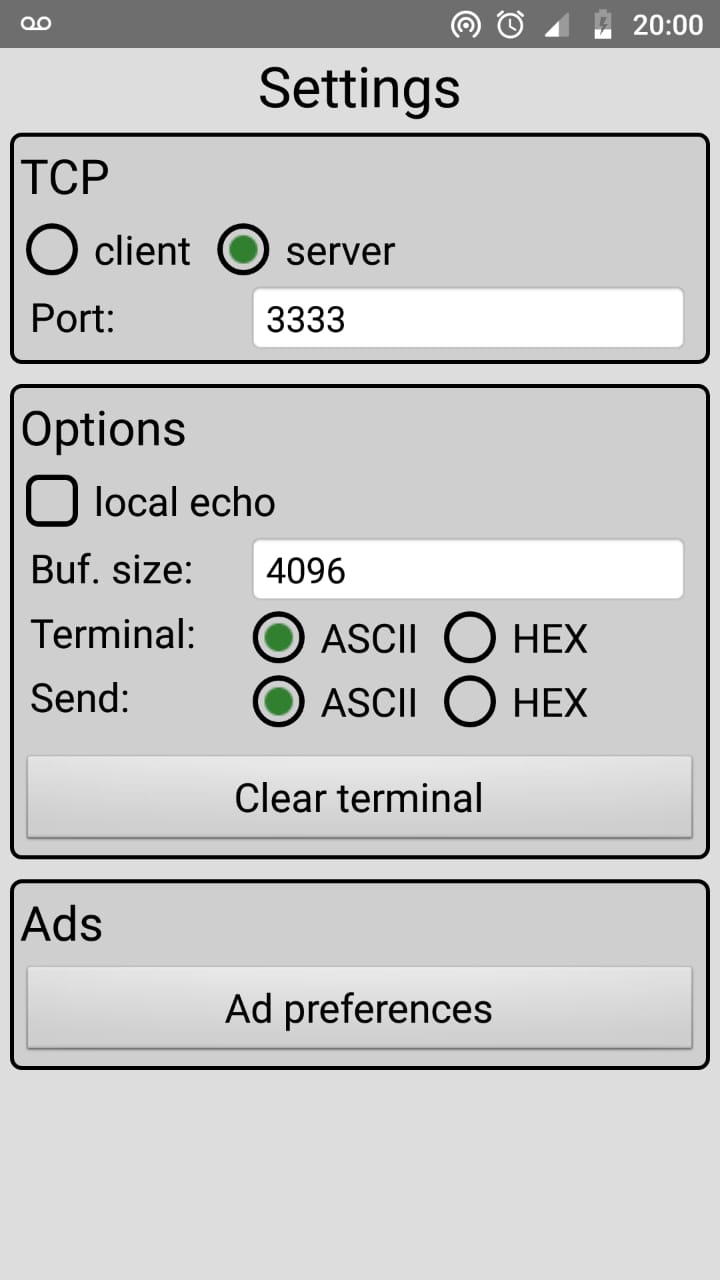 20:00
Settings
TCP
client server
Port: 3333
Options
local echo
Buf. size: 4096
Terminal: ASCII HEX
Send: ASCII HEX
Clear terminal
Ads
Ad preferences